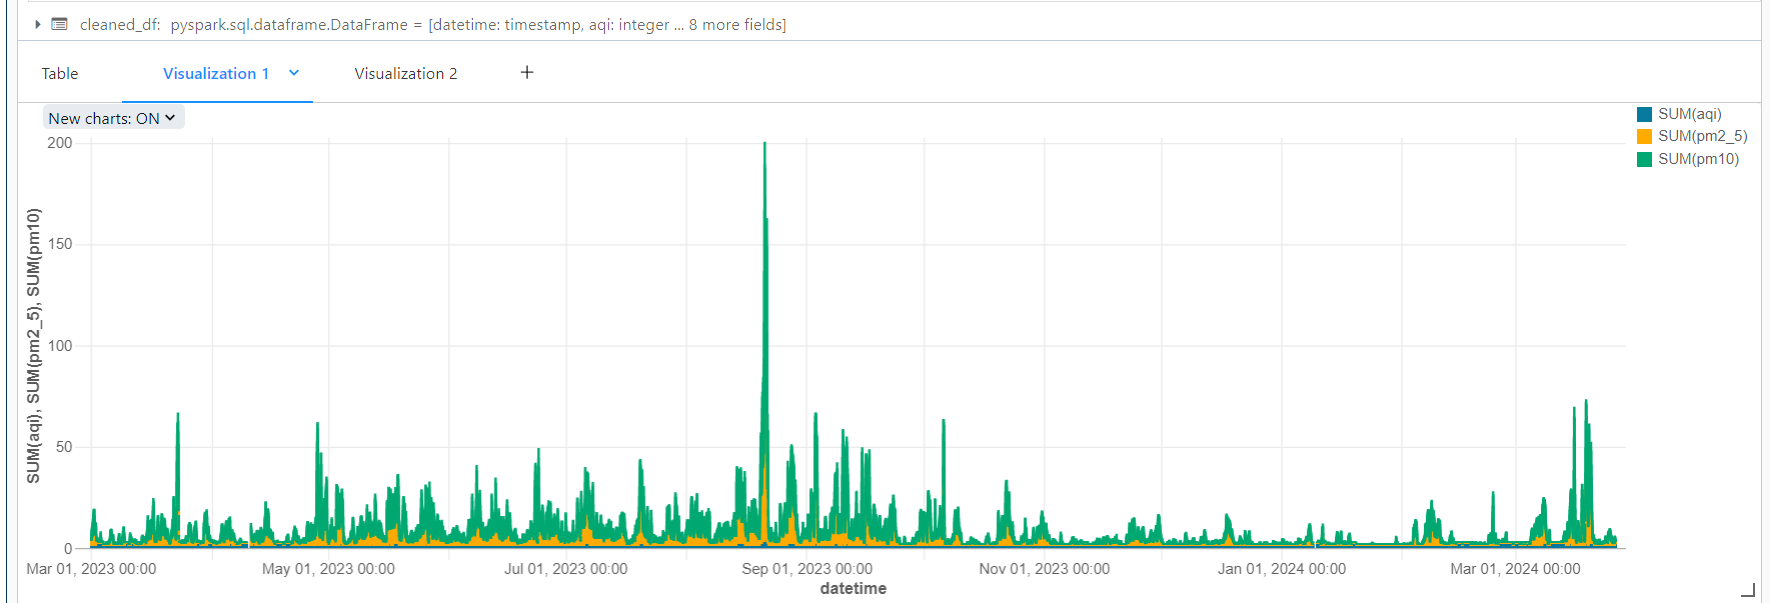 cleaned_df: pyspark.sql.dataframe.DataFrame = [datetime: timestamp, aqi: integer ... 8 more fields]
Table Visualization 1 Visualization 2 +
New charts: ON
SUM(aqi)
SUM(pm2_5)
SUM(pm10)
SUM(aqi), SUM(pm2_5), SUM(pm10)
200
150
100
50
0
Mar 01, 2023 00:00 May 01, 2023 00:00 Jul 01, 2023 00:00 Sep 01, 2023 00:00 Nov 01, 2023 00:00 Jan 01, 2024 00:00 Mar 01, 2024 00:00
datetime